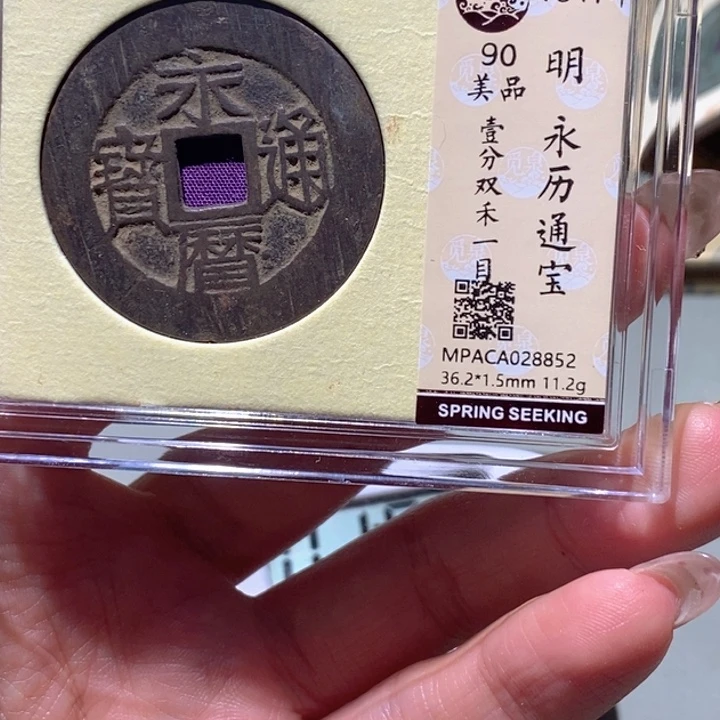 永曆通寶
90
美品
壹分双禾一目
明 永历通宝
MPACA028852
36.2*1.5mm 11.2g
SPRING SEEKING